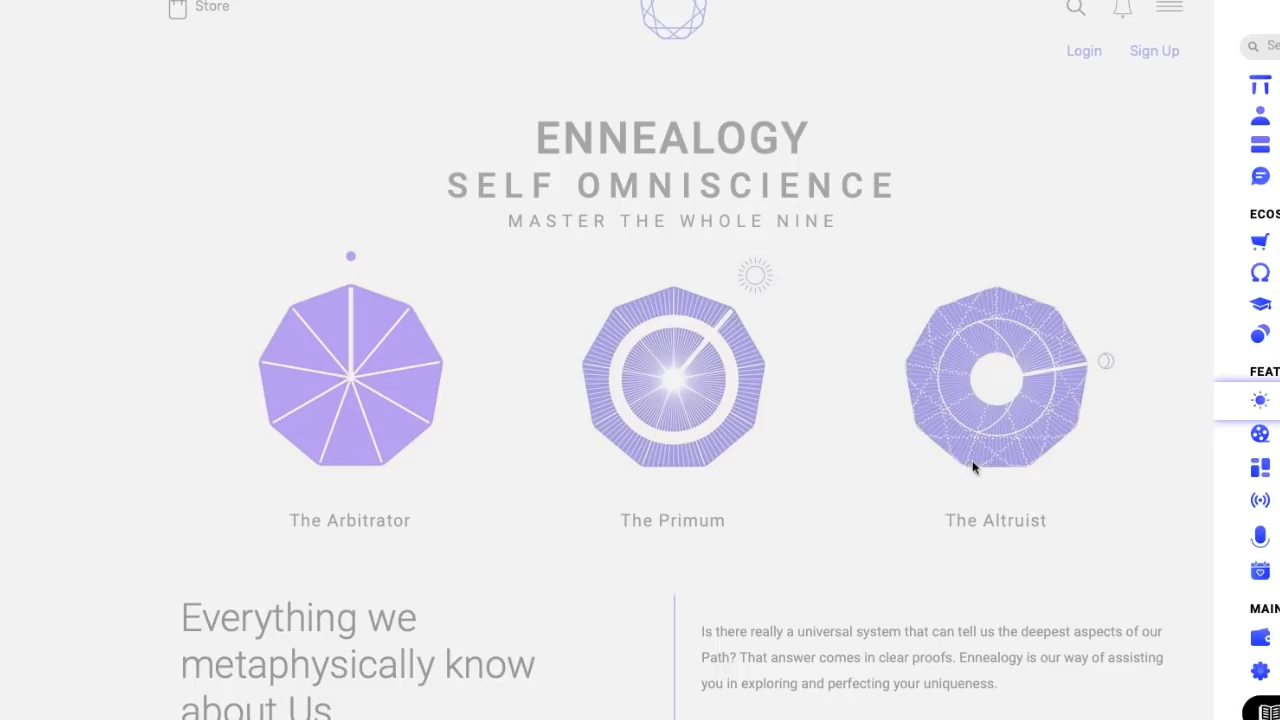 Store
Login Sign Up
ENNEALOGY
SELF OMNISCIENCE
MASTER THE WHOLE NINE
The Arbitrator
The Primum
The Altruist
Everything we
metaphysically know
about Us
Is there really a universal system that can tell us the deepest aspects of our
Path? That answer comes in clear proofs. Ennealogy is our way of assisting
you in exploring and perfecting your uniqueness.
Se
ECOS
FEAT
MAIN